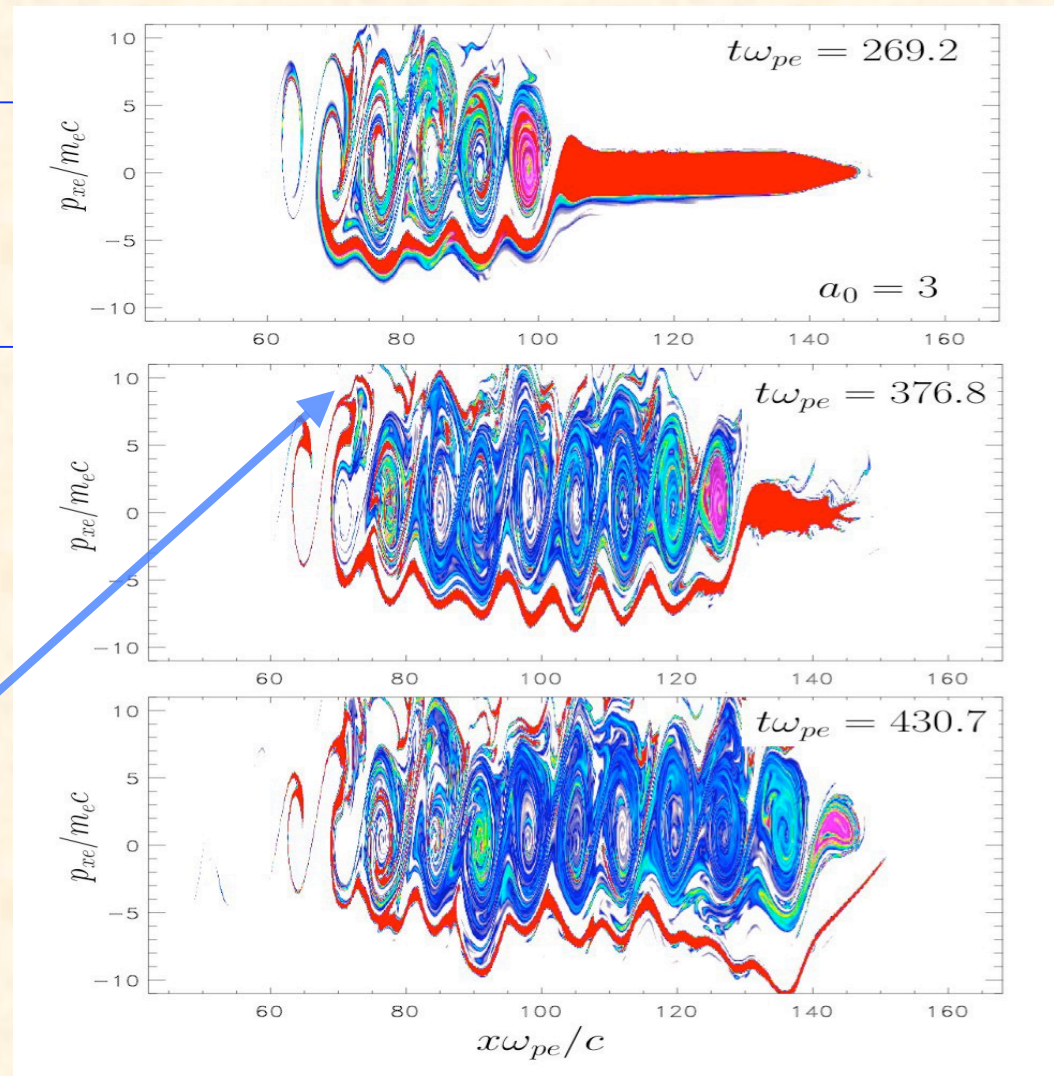 10
5
0
−5
−10
p_{xe}/m_ec
tω_{pe} = 269.2
a_0 = 3
60 80 100 120 140 160
10
5
0
−5
−10
p_{xe}/m_ec
tω_{pe} = 376.8
60 80 100 120 140 160
10
5
0
−5
−10
p_{xe}/m_ec
tω_{pe} = 430.7
60 80 100 120 140 160
xω_{pe}/c